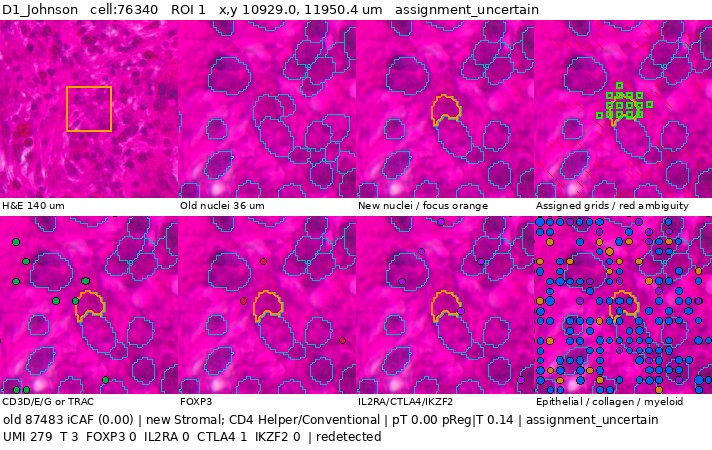 D1_Johnson cell:76340 ROI 1 x,y 10929.0, 11950.4 um assignment_uncertain
H&E 140 um
Old nuclei 36 um
New nuclei / focus orange
Assigned grids / red ambiguity
CD3D/E/G or TRAC
FOXP3
IL2RA/CTLA4/IKZF2
Epithelial / collagen / myeloid
old 87483 iCAF (0.00) | new Stromal; CD4 Helper/Conventional | pT 0.00 pReg|T 0.14 | assignment_uncertain
UMI 279 T 3 FOXP3 0 IL2RA 0 CTLA4 1 IKZF2 0 | redetected